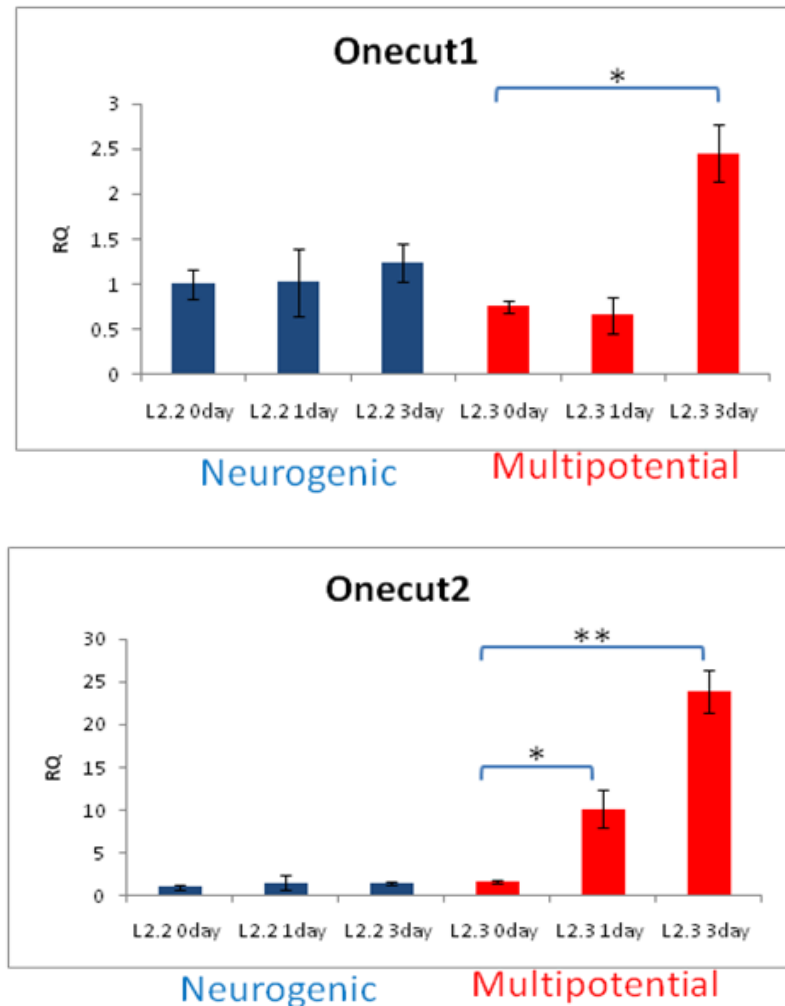 Onecut1
*
3
2.5
2
1.5
1
0.5
0
RQ
L2.2 0day L2.2 1day L2.2 3day L2.3 0day L2.3 1day L2.3 3day
Neurogenic Multipotential
Onecut2
**
*
30
25
20
15
10
5
0
RQ
L2.2 0day L2.2 1day L2.2 3day L2.3 0day L2.3 1day L2.3 3day
Neurogenic Multipotential